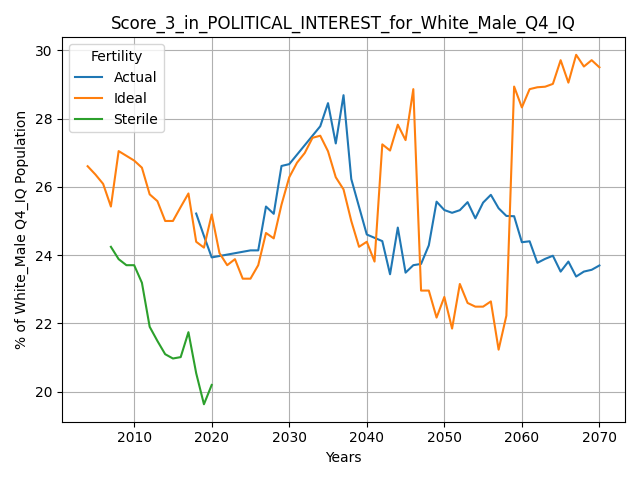 Score_3_in_POLITICAL_INTEREST_for_White_Male_Q4_IQ
Fertility
Actual
Ideal
Sterile
% of White_Male Q4_IQ Population
30
28
26
24
22
20
2010 2020 2030 2040 2050 2060 2070
Years